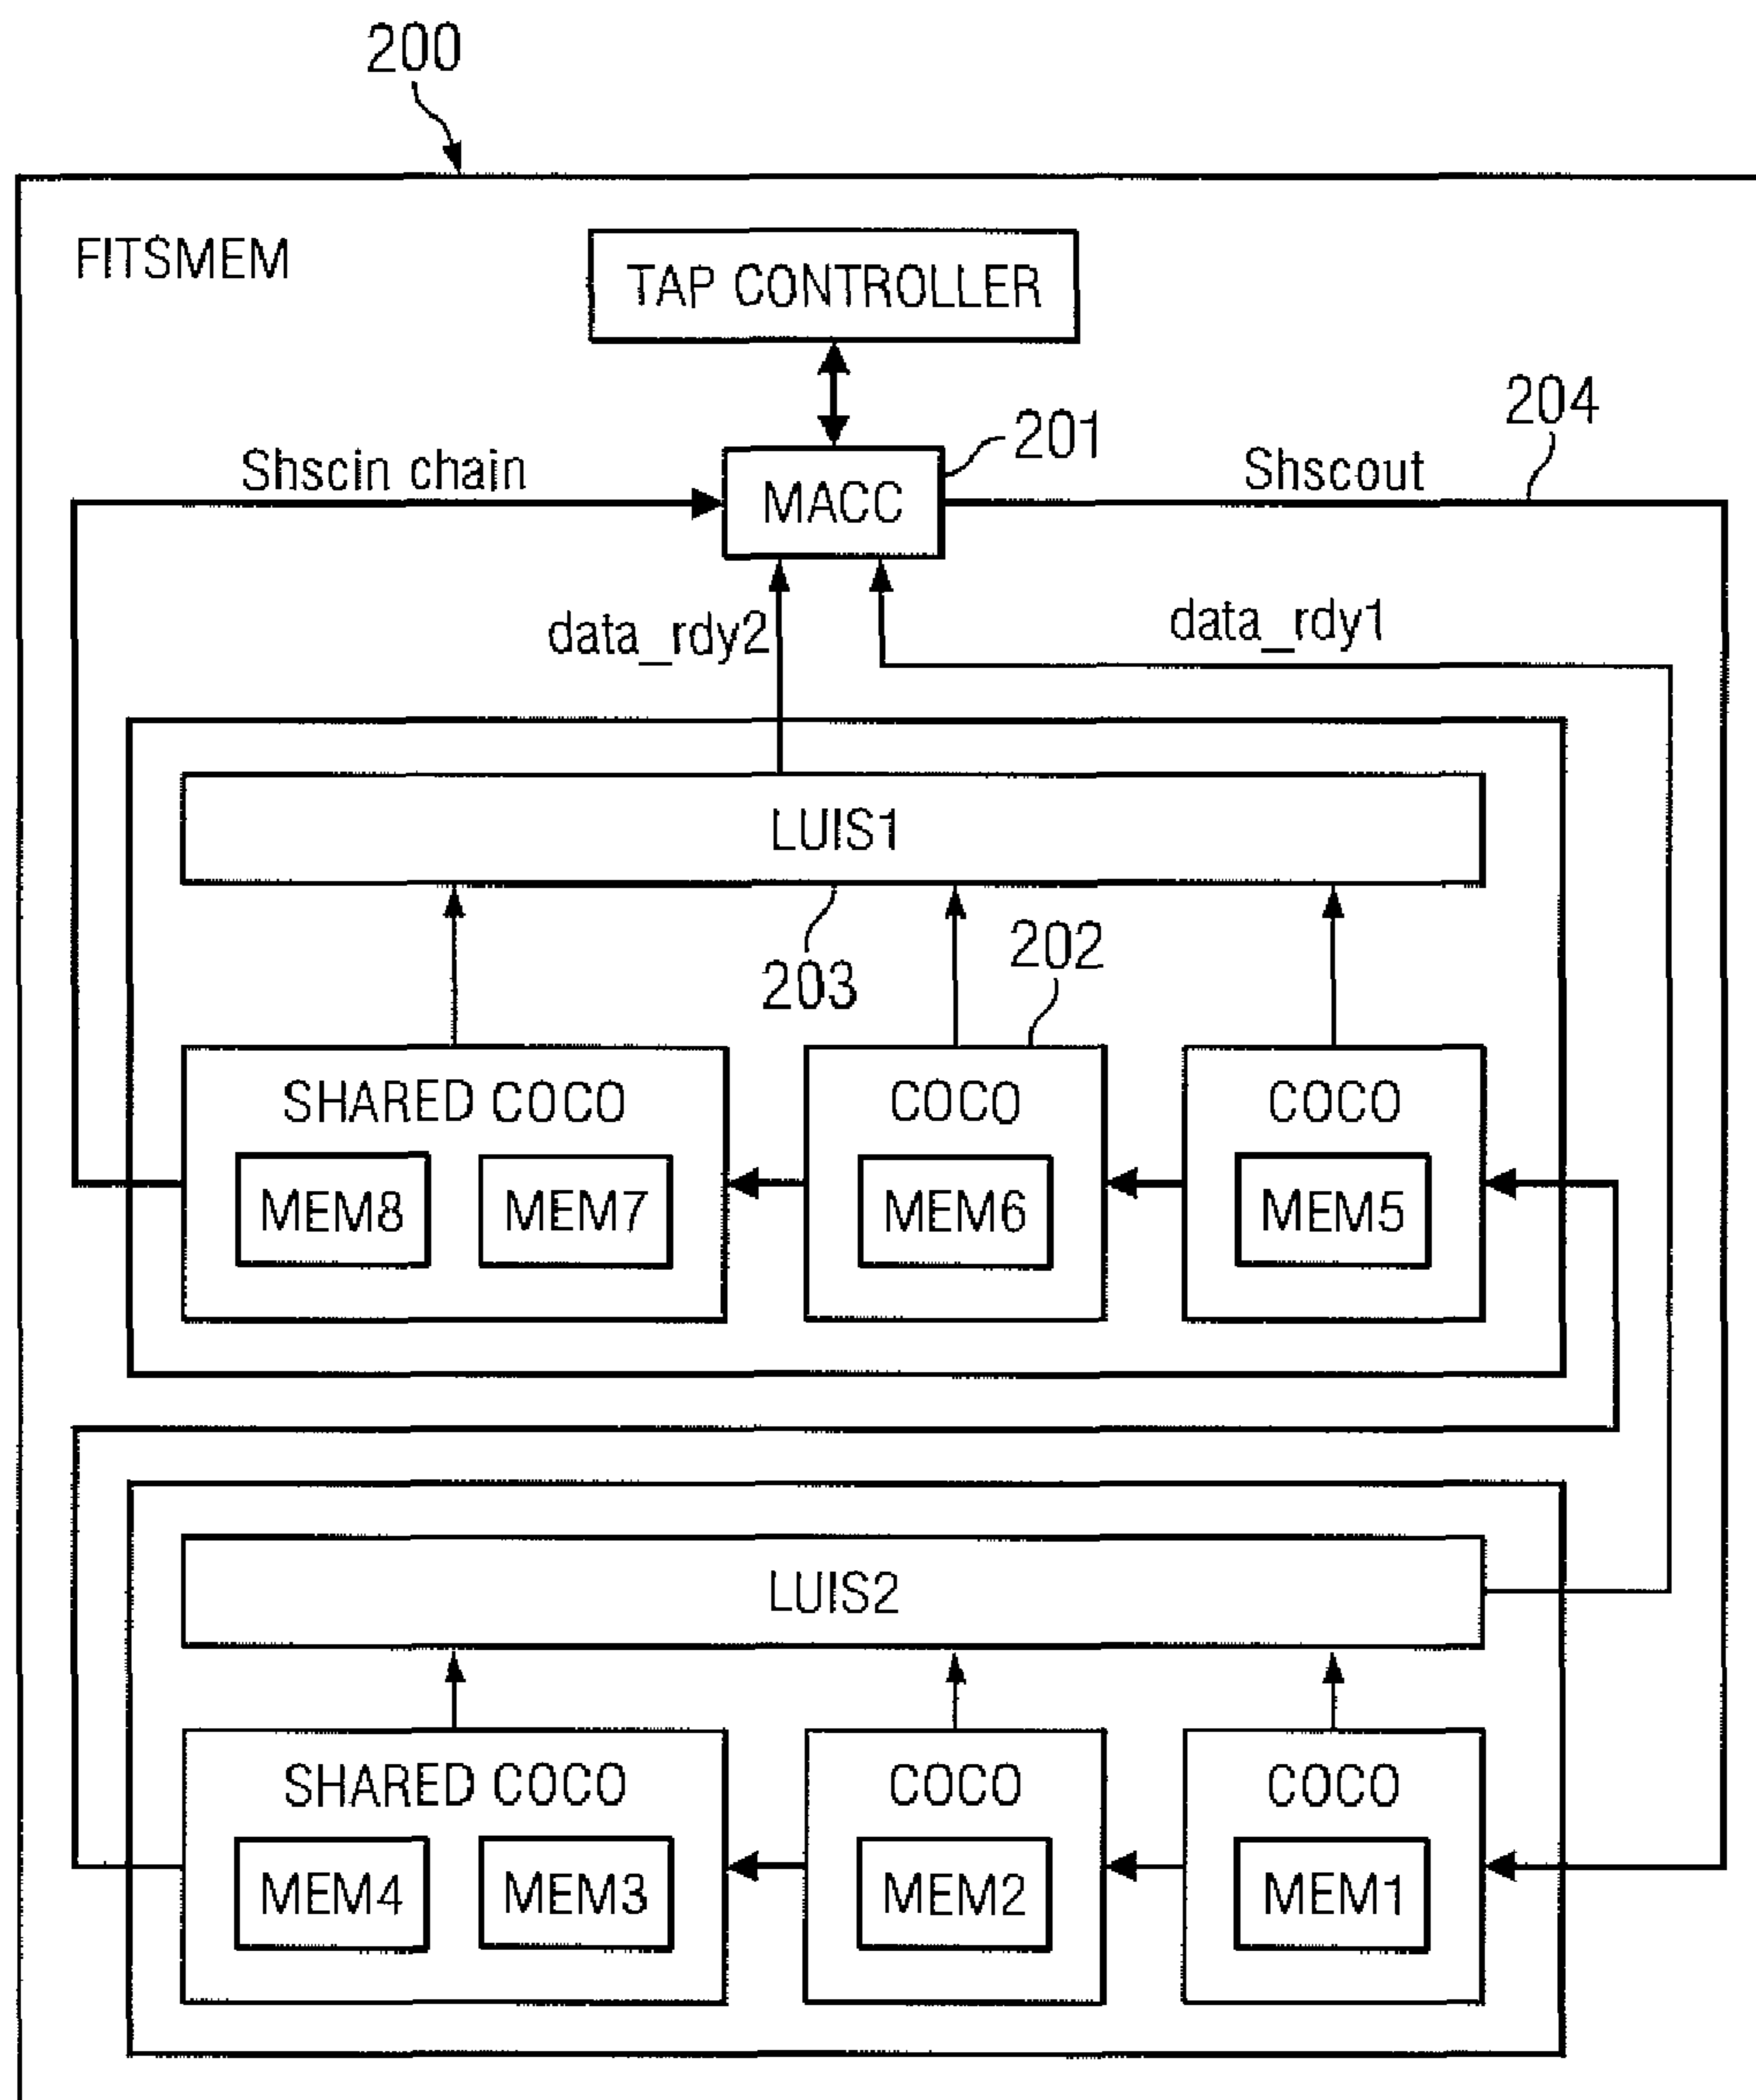 200
FITSMEM
TAP CONTROLLER
204
201
Shscin chain
Shscout
MACC
data_rdy2
data_rdy1
LUIS1
202
203
SHARED COCO
COCO
COCO
MEM8
MEM7
MEM6
MEM5
LUIS2
SHARED COCO
COCO
COCO
MEM4
MEM3
MEM2
MEM1